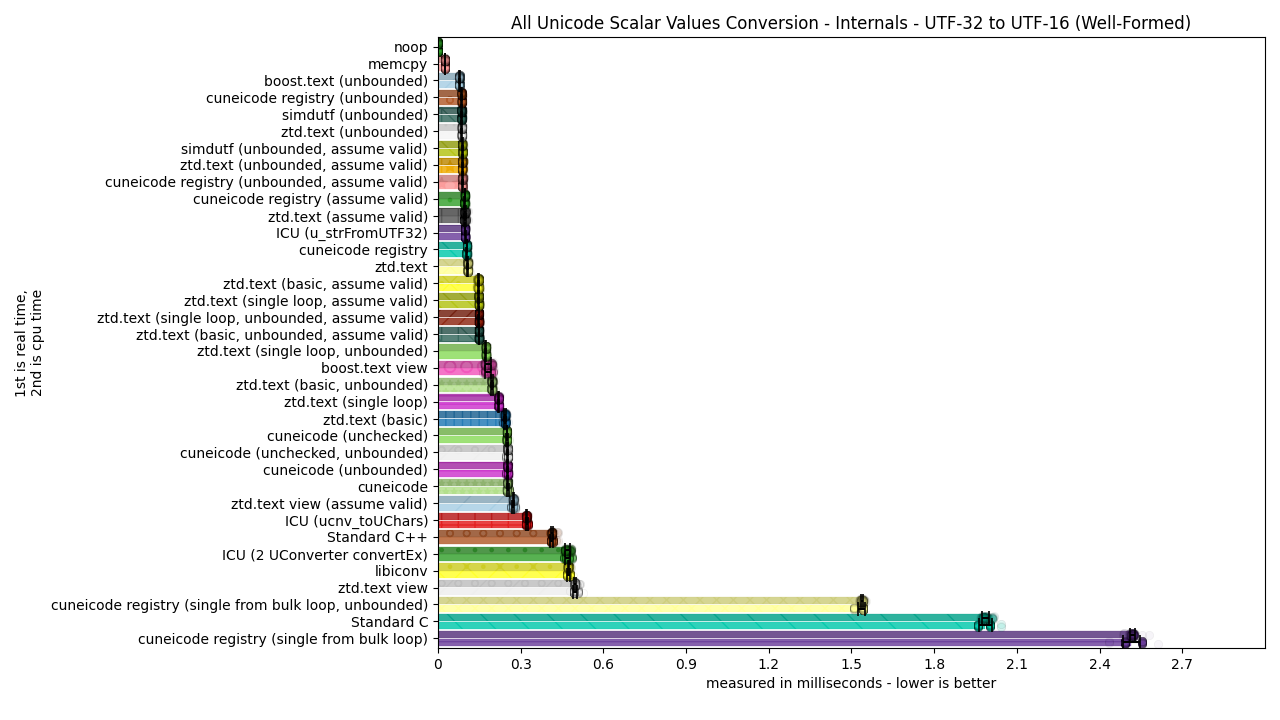 All Unicode Scalar Values Conversion - Internals - UTF-32 to UTF-16 (Well-Formed)
1st is real time,
2nd is cpu time
noop
memcpy
boost.text (unbounded)
cuneicode registry (unbounded)
simdutf (unbounded)
ztd.text (unbounded)
simdutf (unbounded, assume valid)
ztd.text (unbounded, assume valid)
cuneicode registry (unbounded, assume valid)
cuneicode registry (assume valid)
ztd.text (assume valid)
ICU (u_strFromUTF32)
cuneicode registry
ztd.text
ztd.text (basic, assume valid)
ztd.text (single loop, assume valid)
ztd.text (single loop, unbounded, assume valid)
ztd.text (basic, unbounded, assume valid)
ztd.text (single loop, unbounded)
boost.text view
ztd.text (basic, unbounded)
ztd.text (single loop)
ztd.text (basic)
cuneicode (unchecked)
cuneicode (unchecked, unbounded)
cuneicode (unbounded)
cuneicode
ztd.text view (assume valid)
ICU (ucnv_toUChars)
Standard C++
ICU (2 UConverter convertEx)
libiconv
ztd.text view
cuneicode registry (single from bulk loop, unbounded)
Standard C
cuneicode registry (single from bulk loop)
0 0.3 0.6 0.9 1.2 1.5 1.8 2.1 2.4 2.7
measured in milliseconds - lower is better